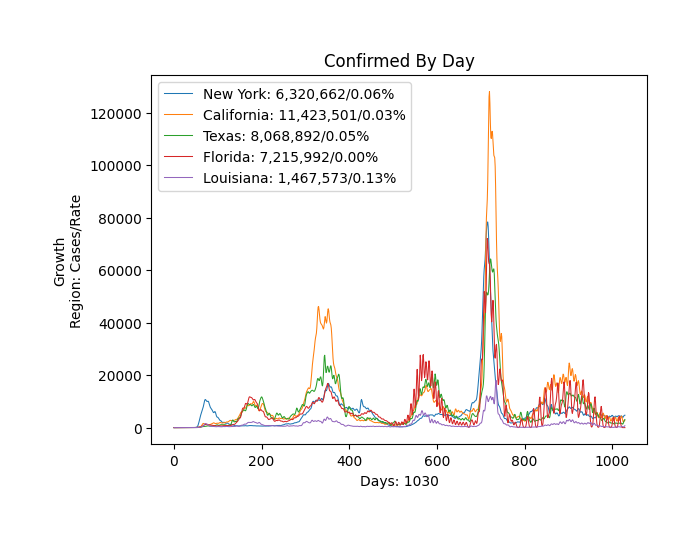 Confirmed By Day
New York: 6,320,662/0.06%
California: 11,423,501/0.03%
Texas: 8,068,892/0.05%
Florida: 7,215,992/0.00%
Louisiana: 1,467,573/0.13%
Growth
Region: Cases/Rate
120000
100000
80000
60000
40000
20000
0
0 200 400 600 800 1000
Days: 1030